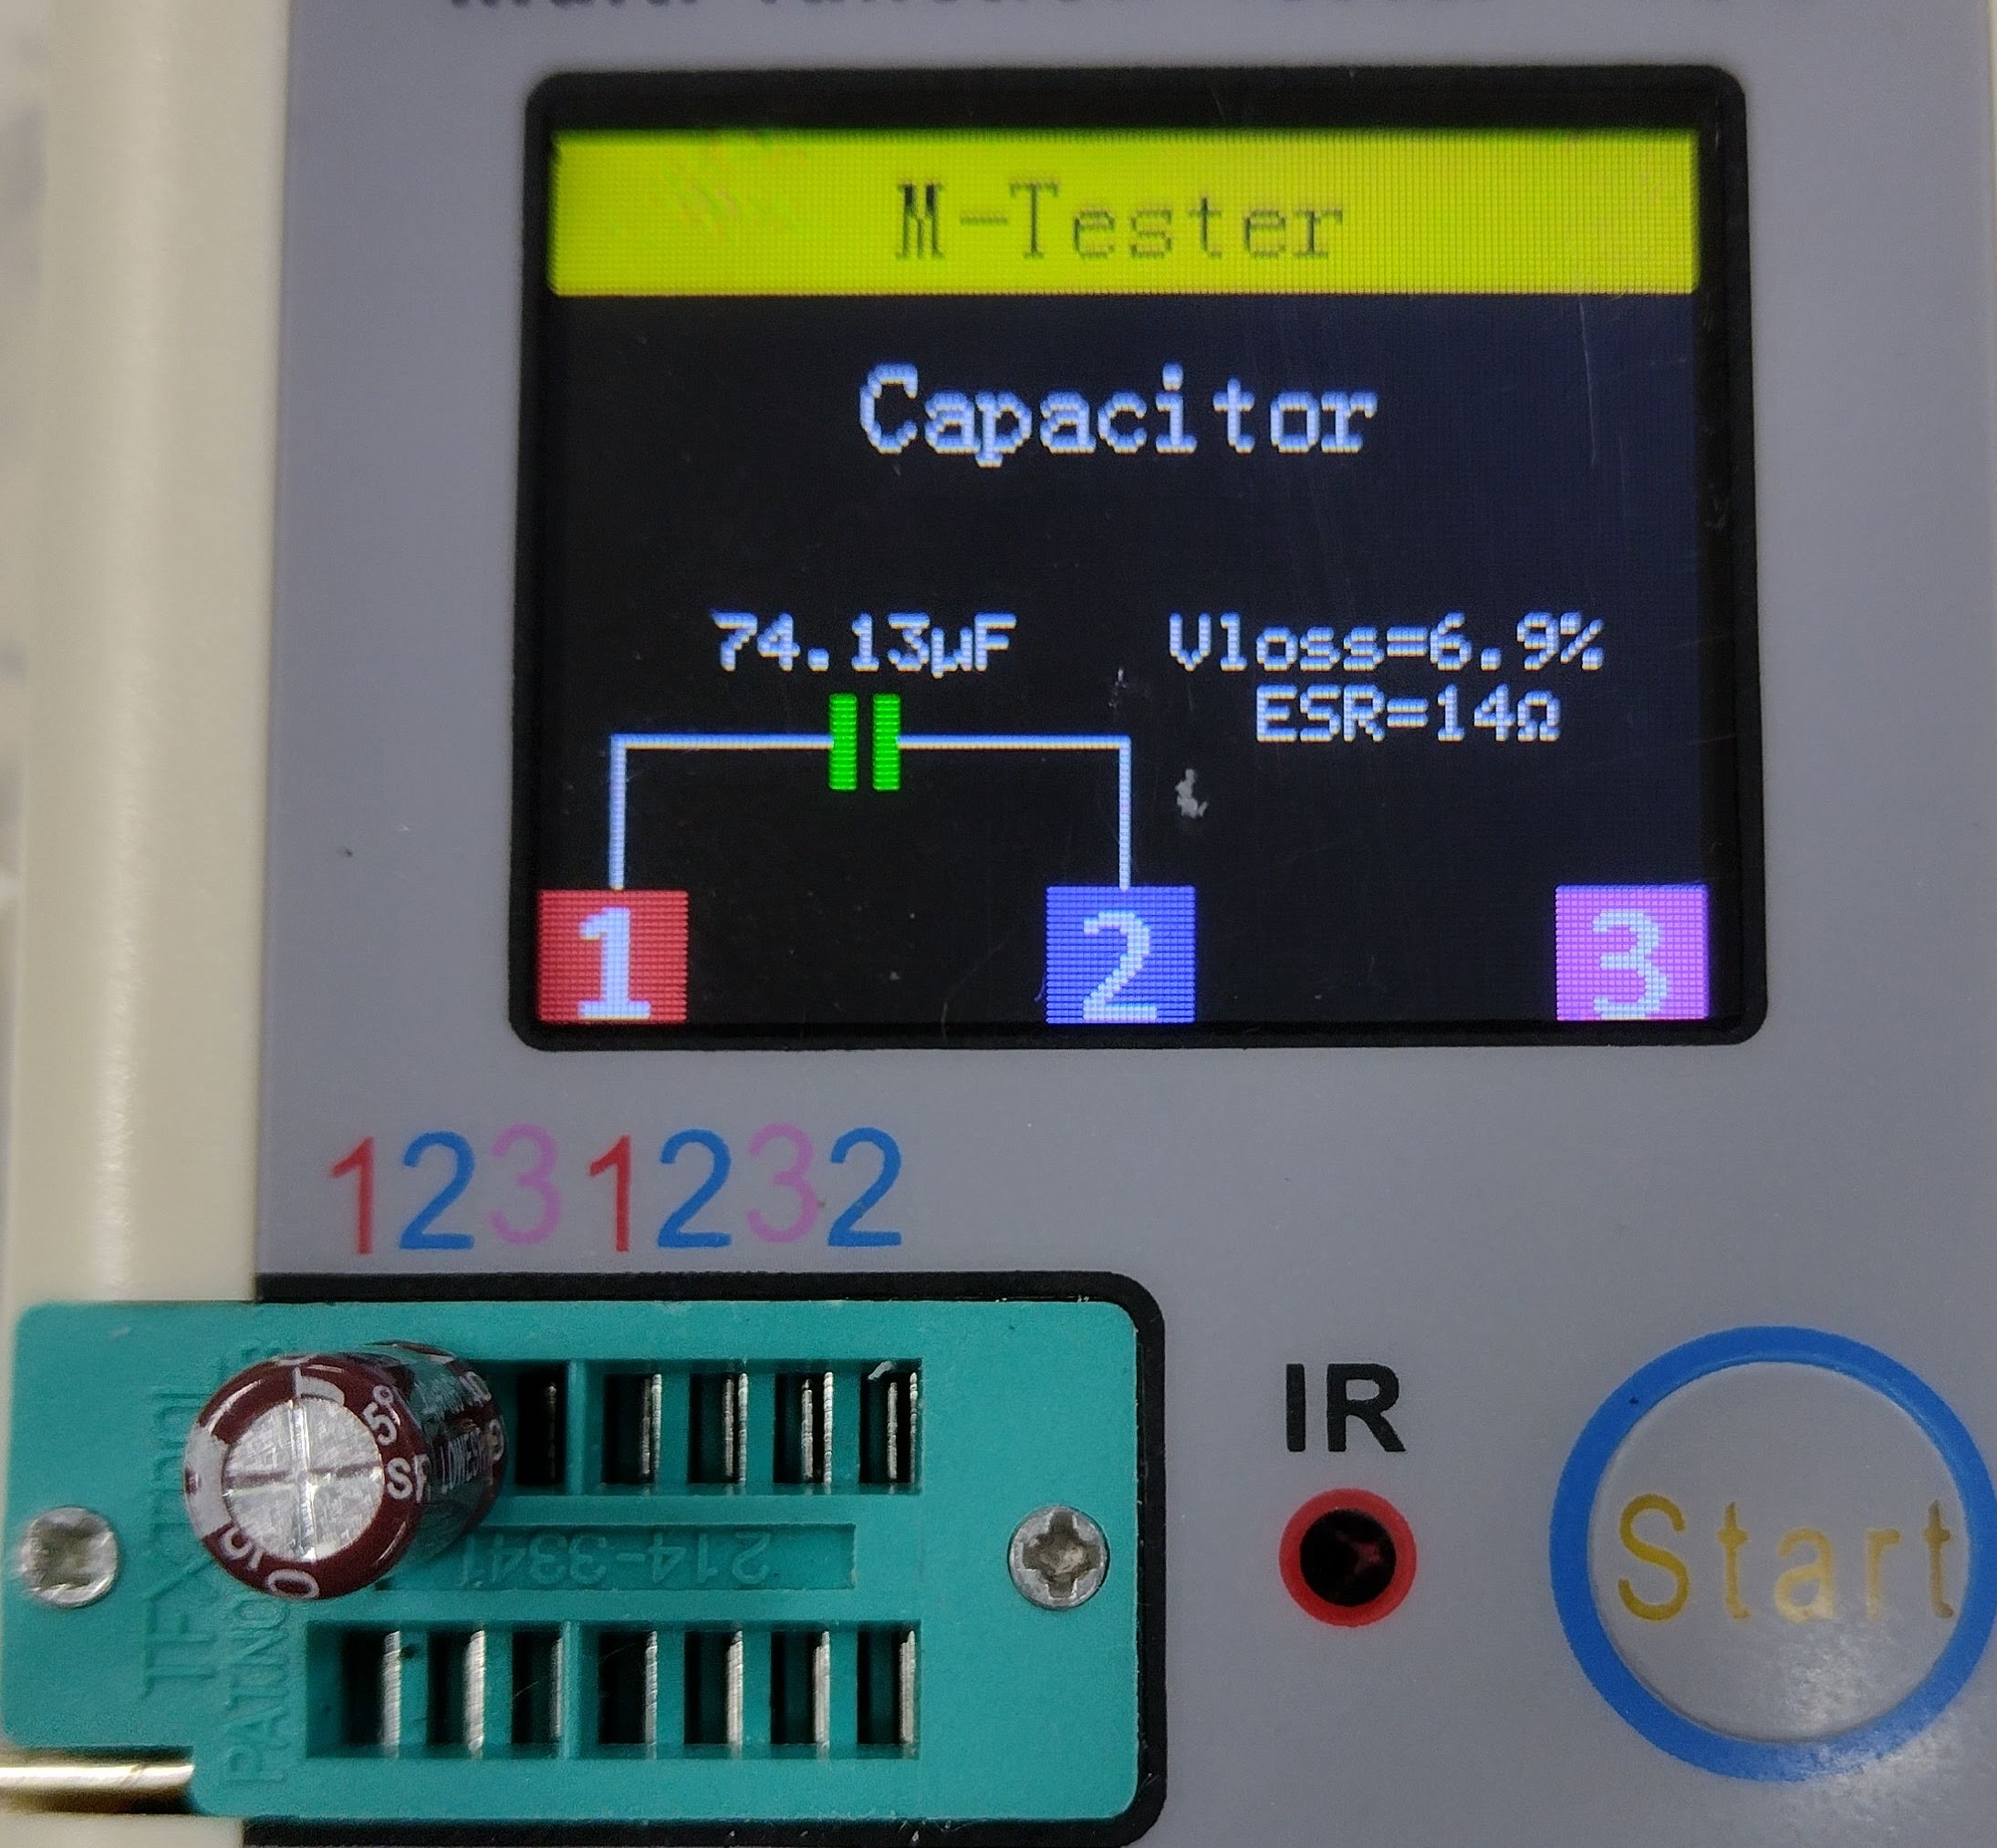 M-Tester
Capacitor
74.13µF
Vloss=6.9%
ESR=14Ω
1 2 3
1231232
IR
Start
214-3341